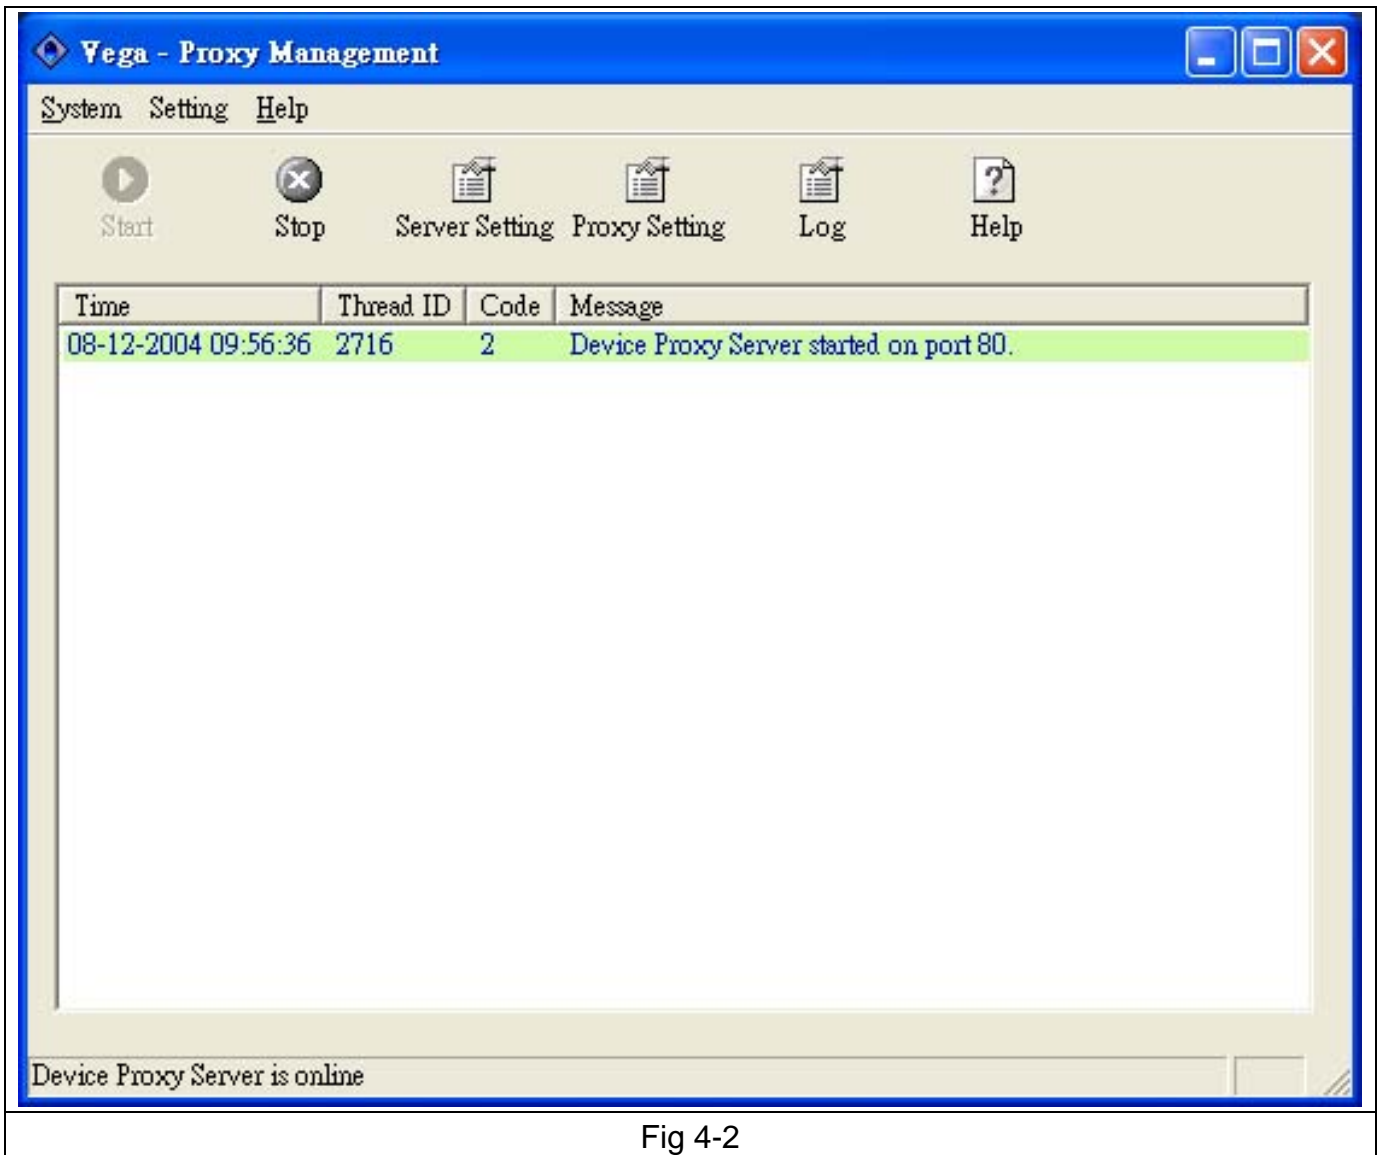 Vega - Proxy Management
System Setting Help
Start Stop Server Setting Proxy Setting Log Help
Time Thread ID Code Message
08-12-2004 09:56:36 2716 2 Device Proxy Server started on port 80.
Device Proxy Server is online
Fig 4-2